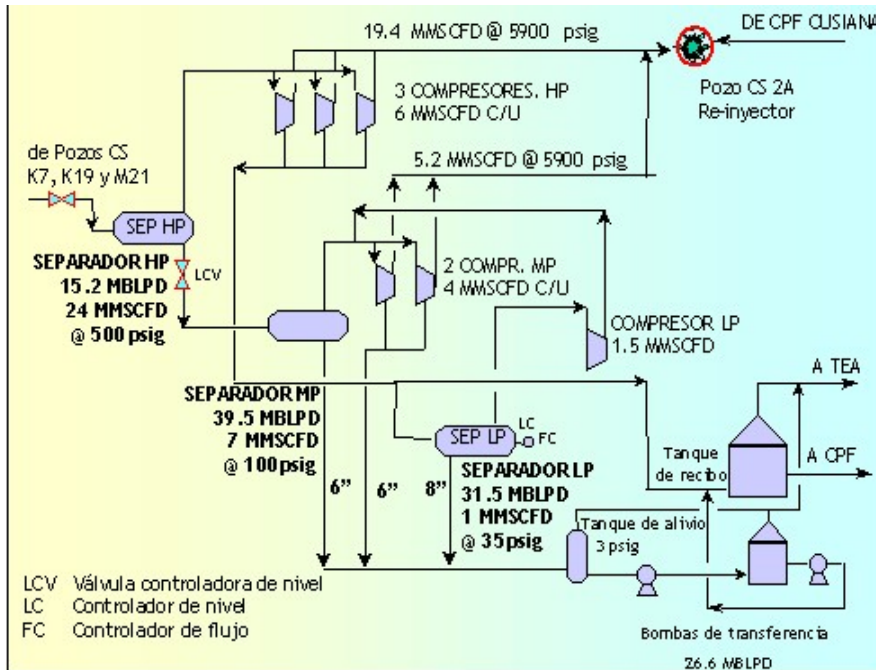 19.4 MMSCFD @ 5900 psig
DE CPF CUSIANA
3 COMPRESORES. HP
6 MMSCFD C/U
Pozo CS 2A
Re-inyector
de Pozos CS
K7, K19 y M21
5.2 MMSCFD @ 5900 psig
SEP HP
SEPARADOR HP
15.2 MBLPD
24 MMSCFD
@ 500 psig
LCV
2 COMPR. MP
4 MMSCFD C/U
COMPRESOR LP
1.5 MMSCFD
A TEA
SEPARADOR MP
39.5 MBLPD
7 MMSCFD
@ 100psig
SEP LP
LC
FC
Tanque
de recibo
A CPF
6”
6”
8”
SEPARADOR LP
31.5 MBLPD
1 MMSCFD
@ 35psig
Tanque de alivio
3 psig
LCV Válvula controladora de nivel
LC Controlador de nivel
FC Controlador de flujo
Bombas de transferencia
26.6 MBLPD